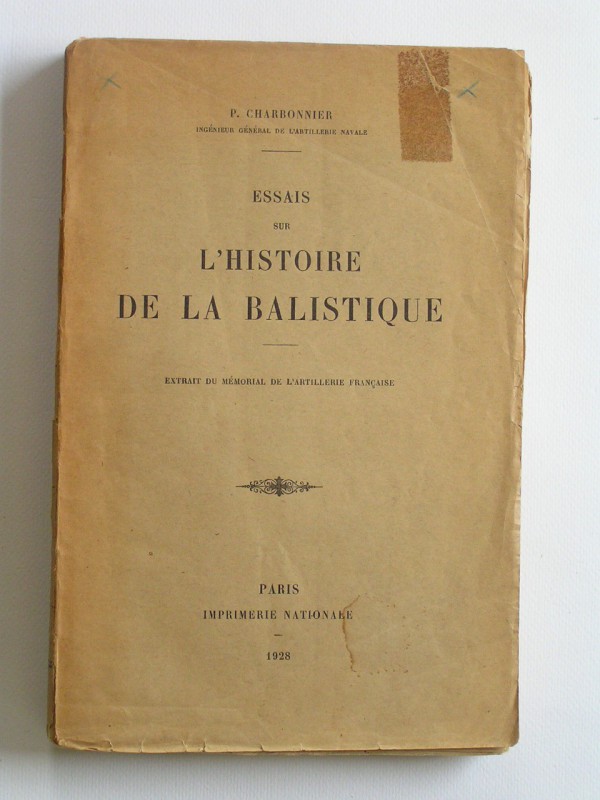 P. CHARBONNIER
INGÉNIEUR GÉNÉRAL DE L'ARTILLERIE NAVALE
ESSAIS
SUR
L'HISTOIRE
DE LA BALISTIQUE
EXTRAIT DU MÉMORIAL DE L'ARTILLERIE FRANÇAISE
PARIS
IMPRIMERIE NATIONALE
1928